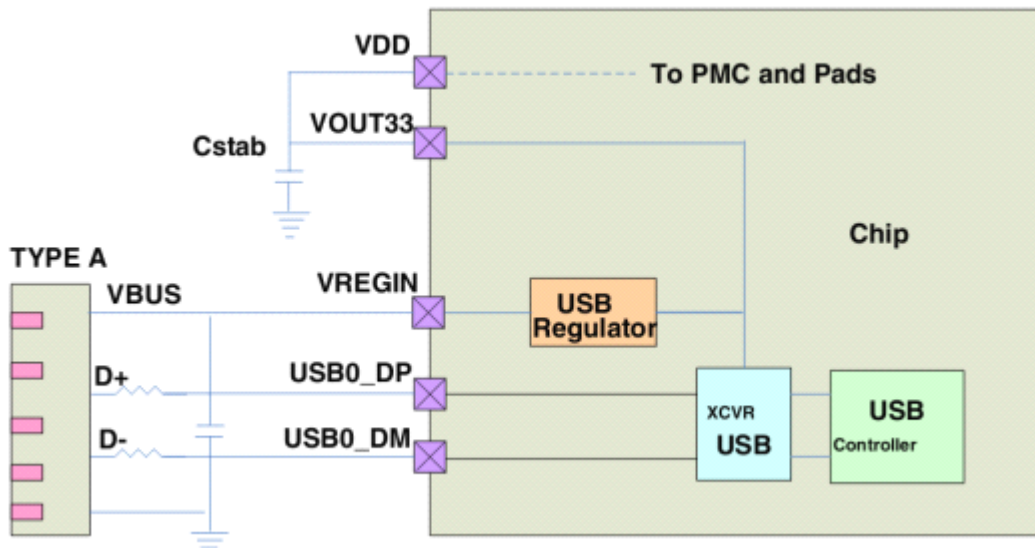 VDD
To PMC and Pads
VOUT33
Cstab
Chip
TYPE A
VBUS
VREGIN
USB
Regulator
D+
USB0_DP
D-
USB0_DM
XCVR
USB
USB
Controller